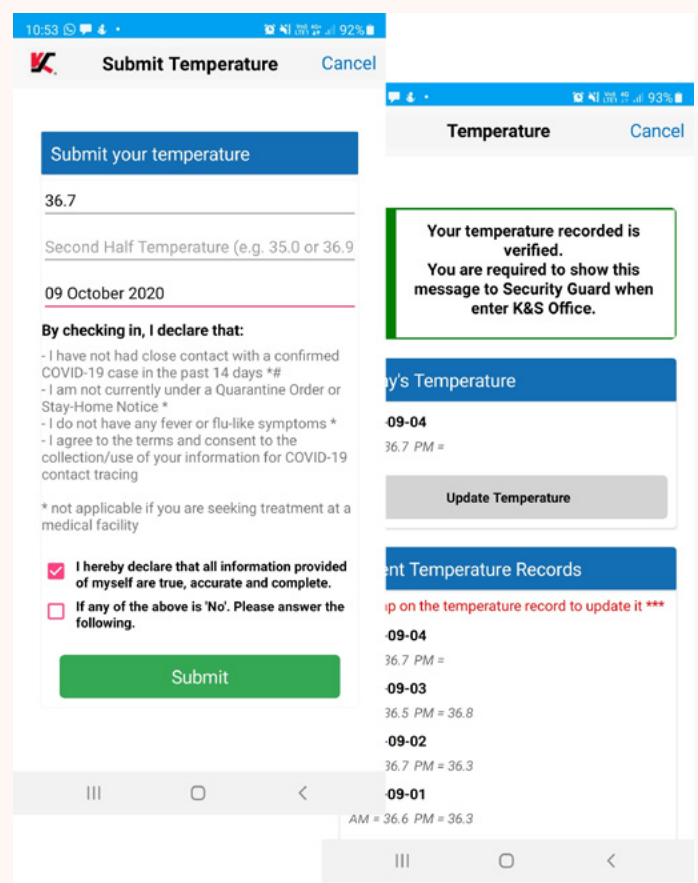 10:53
92%
Submit Temperature
Cancel
Submit your temperature
36.7
Second Half Temperature (e.g. 35.0 or 36.9
09 October 2020
By checking in, I declare that:
- I have not had close contact with a confirmed
COVID-19 case in the past 14 days *#
- I am not currently under a Quarantine Order or
Stay-Home Notice *
- I do not have any fever or flu-like symptoms *
- I agree to the terms and consent to the
collection/use of your information for COVID-19
contact tracing
* not applicable if you are seeking treatment at a
medical facility
I hereby declare that all information provided
of myself are true, accurate and complete.
If any of the above is 'No'. Please answer the
following.
Submit
93%
Temperature
Cancel
Your temperature recorded is
verified.
You are required to show this
message to Security Guard when
enter K&S Office.
y's Temperature
-09-04
36.7 PM =
Update Temperature
ent Temperature Records
ap on the temperature record to update it ***
-09-04
36.7 PM =
-09-03
36.5 PM = 36.8
-09-02
36.7 PM = 36.3
-09-01
AM = 36.6 PM = 36.3